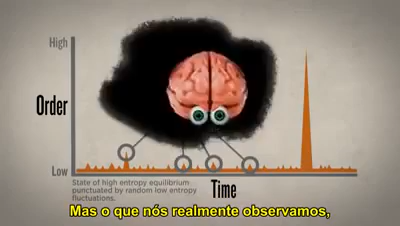 High
Order
Low
State of high entropy equilibrium
punctuated by random low entropy
fluctuations.
Time
Mas o que nós realmente observamos,